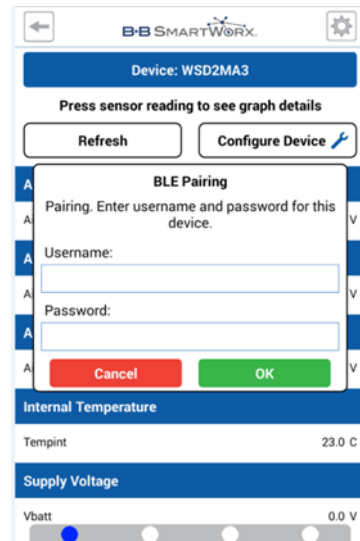 B+B SMARTWORX.
Device: WSD2MA3
Press sensor reading to see graph details
Refresh
Configure Device
A
A V
BLE Pairing
Pairing. Enter username and password for this
device.
Username:
A
A V
Password:
A
A V
Cancel
OK
Internal Temperature
Tempint 23.0 C
Supply Voltage
Vbatt 0.0 V